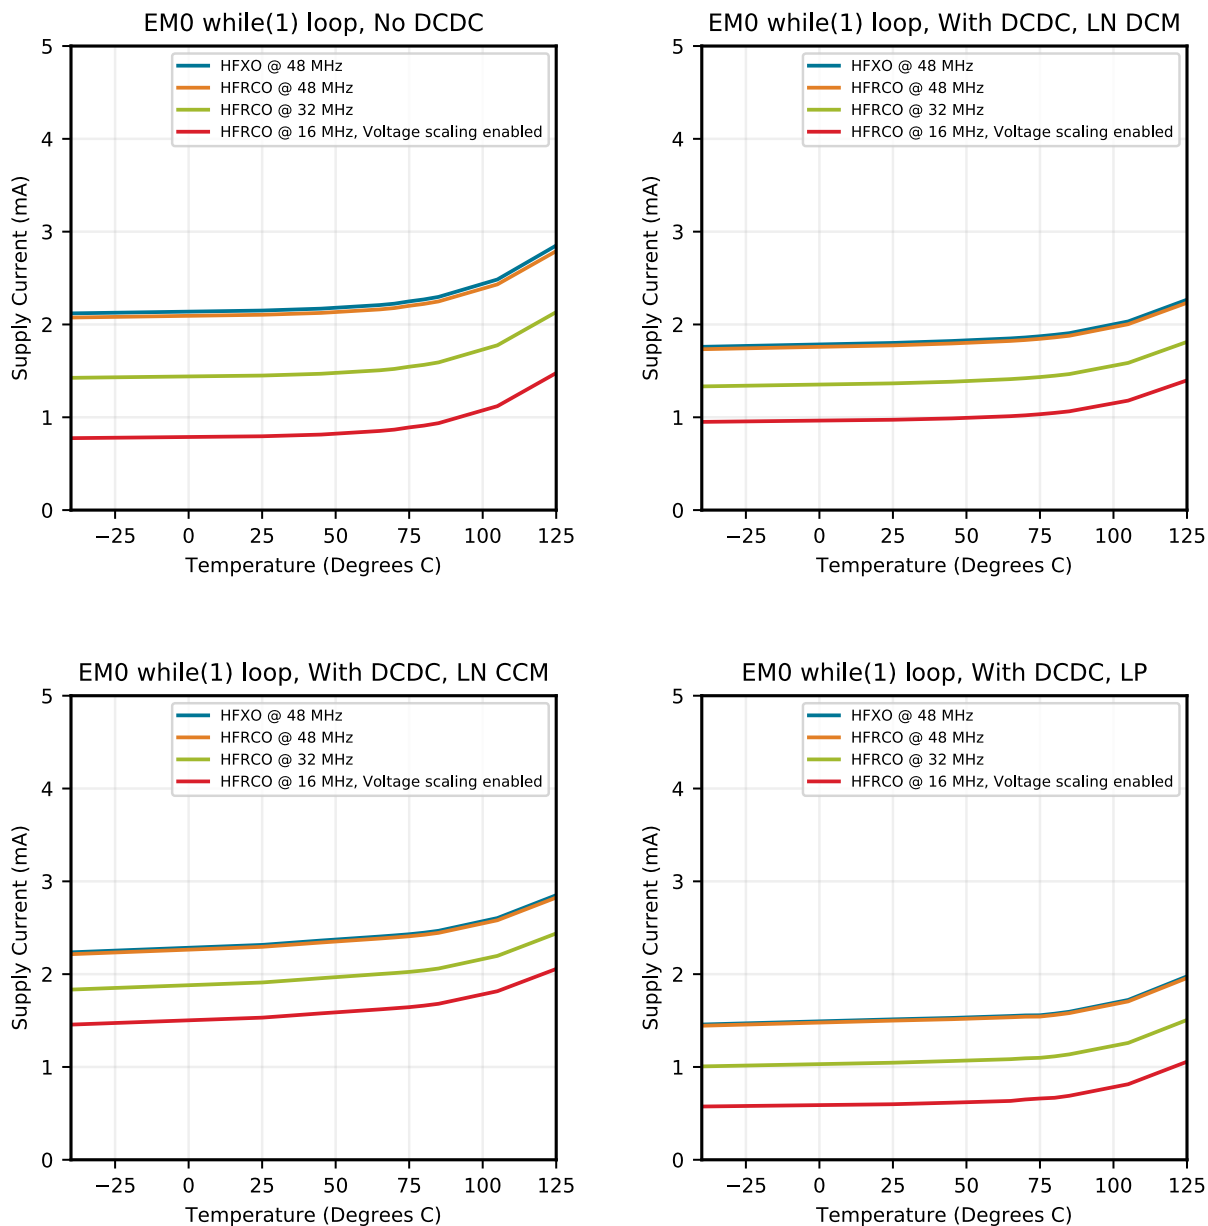 EM0 while(1) loop, No DCDC
HFXO @ 48 MHz
HFRCO @ 48 MHz
HFRCO @ 32 MHz
HFRCO @ 16 MHz, Voltage scaling enabled
Supply Current (mA)
5
4
3
2
1
0
−25 0 25 50 75 100 125
Temperature (Degrees C)
EM0 while(1) loop, With DCDC, LN DCM
HFXO @ 48 MHz
HFRCO @ 48 MHz
HFRCO @ 32 MHz
HFRCO @ 16 MHz, Voltage scaling enabled
Supply Current (mA)
5
4
3
2
1
0
−25 0 25 50 75 100 125
Temperature (Degrees C)
EM0 while(1) loop, With DCDC, LN CCM
HFXO @ 48 MHz
HFRCO @ 48 MHz
HFRCO @ 32 MHz
HFRCO @ 16 MHz, Voltage scaling enabled
Supply Current (mA)
5
4
3
2
1
0
−25 0 25 50 75 100 125
Temperature (Degrees C)
EM0 while(1) loop, With DCDC, LP
HFXO @ 48 MHz
HFRCO @ 48 MHz
HFRCO @ 32 MHz
HFRCO @ 16 MHz, Voltage scaling enabled
Supply Current (mA)
5
4
3
2
1
0
−25 0 25 50 75 100 125
Temperature (Degrees C)